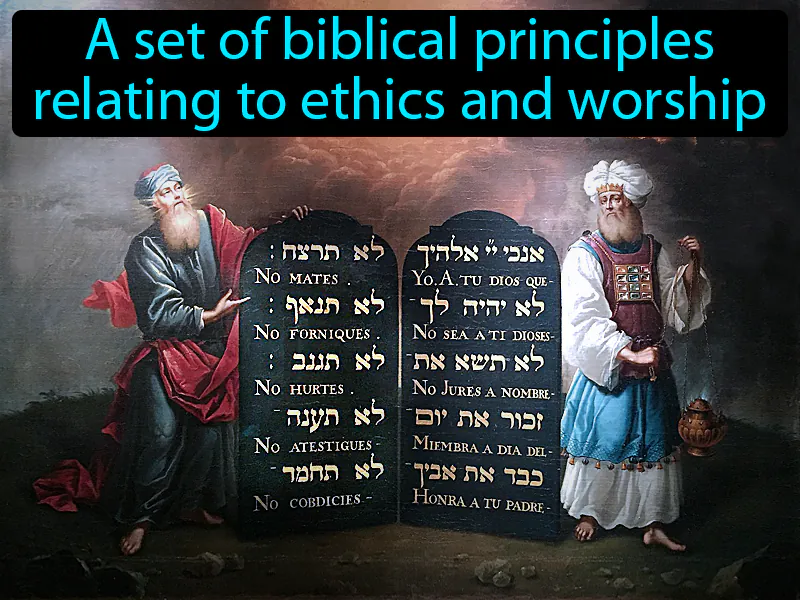 A set of biblical principles
relating to ethics and worship
אנכי יי אלהיך
YO.A.TU DIOS QUE-
לא יהיה לך-
NO SEA A TI DIOSES-
לא תשא את-
NO JURES A NOMBRE-
זכור את יום-
MIEMBRA A DIA DEL-
כבד את אביך-
HONRA A TU PADRE-
לא תרצח :
NO MATES .
לא תנאף :
NO FORNIQUES .
לא תגנב :
NO HURTES .
לא תענה -
NO ATESTIGUES -
לא תחמד -
NO COBDICIES -